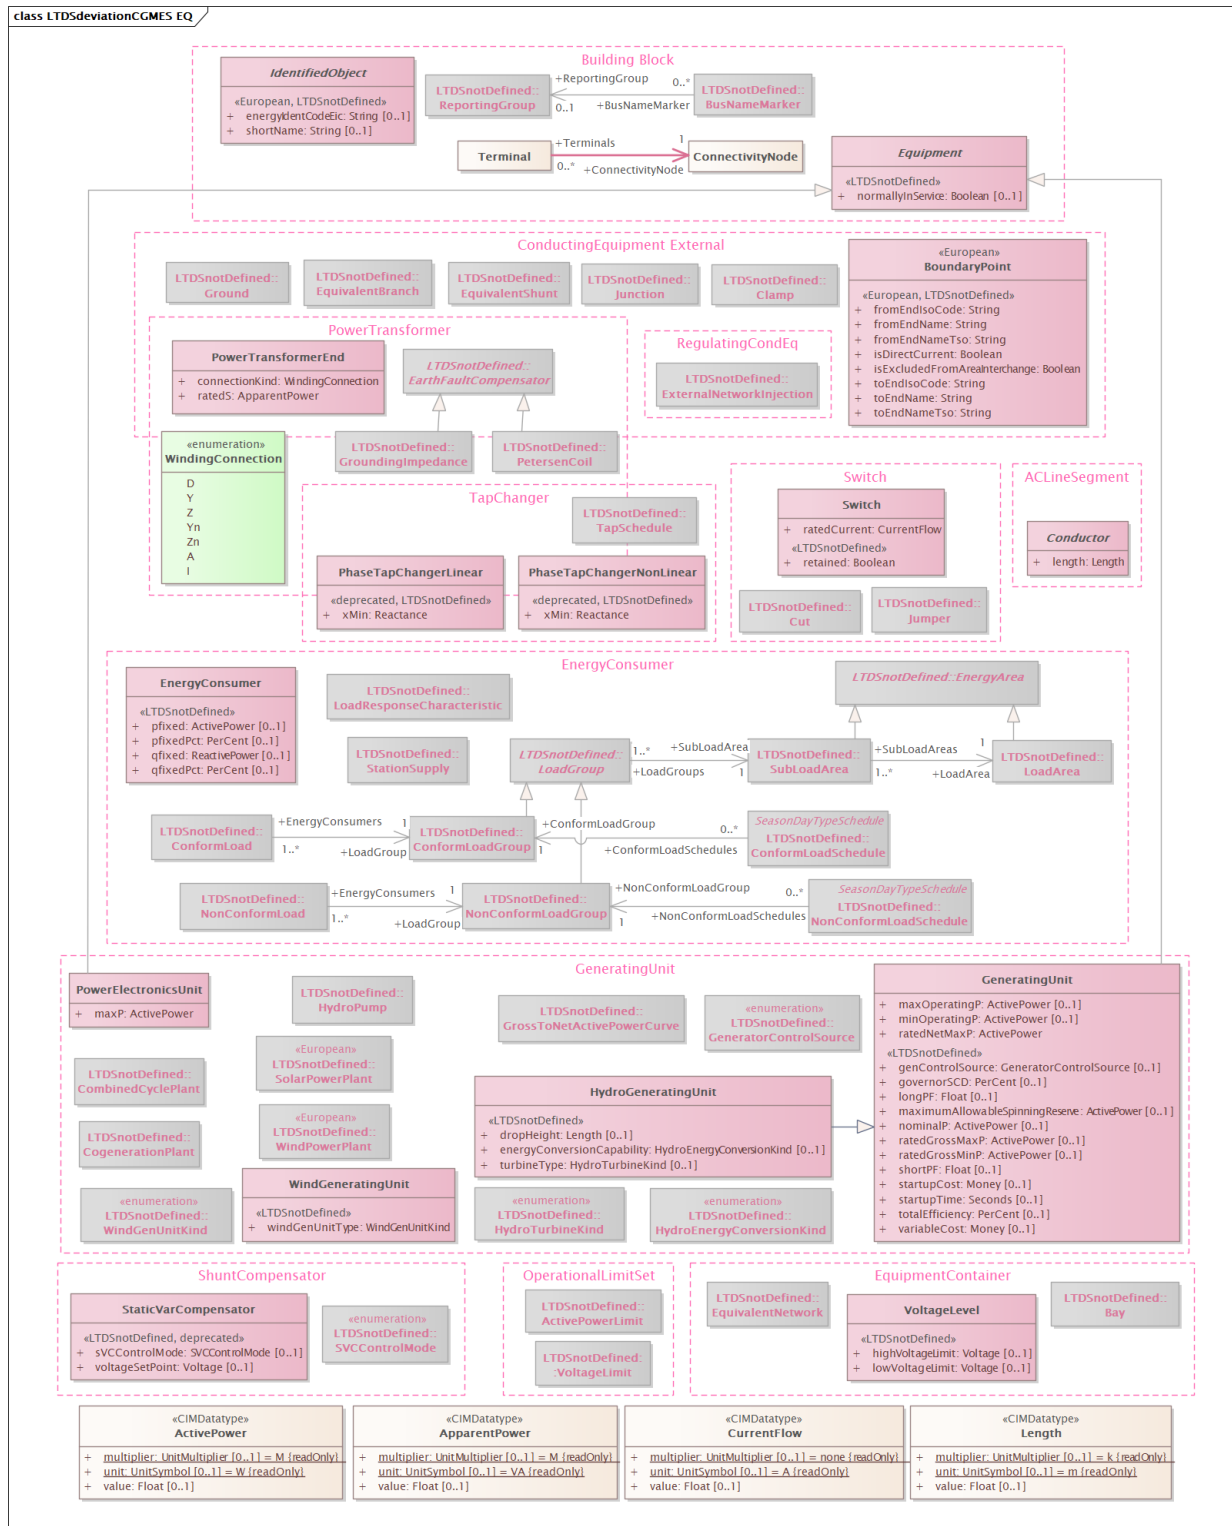 class LTDSdeviationCGMES EQ
Building Block
IdentifiedObject
«European, LTDSnotDefined»
+ energyIdentCodeEic: String [0..1]
+ shortName: String [0..1]
LTDSnotDefined::
ReportingGroup
+ReportingGroup
0..*
0..1
+BusNameMarker
LTDSnotDefined::
BusNameMarker
Terminal
+Terminals
1
0..*
+ConnectivityNode
ConnectivityNode
Equipment
«LTDSnotDefined»
+ normallyInService: Boolean [0..1]
ConductingEquipment External
LTDSnotDefined::
Ground
LTDSnotDefined::
EquivalentBranch
LTDSnotDefined::
EquivalentShunt
LTDSnotDefined::
Junction
LTDSnotDefined::
Clamp
«European»
BoundaryPoint
«European, LTDSnotDefined»
+ fromEndIsoCode: String
+ fromEndName: String
+ fromEndNameTso: String
+ isDirectCurrent: Boolean
+ isExcludedFromAreaInterchange: Boolean
+ toEndIsoCode: String
+ toEndName: String
+ toEndNameTso: String
PowerTransformer
PowerTransformerEnd
+ connectionKind: WindingConnection
+ ratedS: ApparentPower
LTDSnotDefined::
EarthFaultCompensator
RegulatingCondEq
LTDSnotDefined::
ExternalNetworkInjection
«enumeration»
WindingConnection
D
Y
Z
Yn
Zn
A
I
LTDSnotDefined::
GroundingImpedance
LTDSnotDefined::
PetersenCoil
TapChanger
LTDSnotDefined::
TapSchedule
PhaseTapChangerLinear
«deprecated, LTDSnotDefined»
+ xMin: Reactance
PhaseTapChangerNonLinear
«deprecated, LTDSnotDefined»
+ xMin: Reactance
Switch
Switch
+ ratedCurrent: CurrentFlow
«LTDSnotDefined»
+ retained: Boolean
LTDSnotDefined::
Cut
LTDSnotDefined::
Jumper
ACLineSegment
Conductor
+ length: Length
EnergyConsumer
EnergyConsumer
«LTDSnotDefined»
+ pfixed: ActivePower [0..1]
+ pfixedPct: PerCent [0..1]
+ qfixed: ReactivePower [0..1]
+ qfixedPct: PerCent [0..1]
LTDSnotDefined::
LoadResponseCharacteristic
LTDSnotDefined::
StationSupply
LTDSnotDefined::EnergyArea
LTDSnotDefined::
LoadGroup
1..*
+SubLoadArea
+LoadGroups
1
LTDSnotDefined::
SubLoadArea
+SubLoadAreas
1
1..*
+LoadArea
LTDSnotDefined::
LoadArea
LTDSnotDefined::
ConformLoad
+EnergyConsumers
1
1..*
+LoadGroup
LTDSnotDefined::
ConformLoadGroup
+ConformLoadGroup
0..*
1
+ConformLoadSchedules
SeasonDayTypeSchedule
LTDSnotDefined::
ConformLoadSchedule
LTDSnotDefined::
NonConformLoad
+EnergyConsumers
1
1..*
+LoadGroup
LTDSnotDefined::
NonConformLoadGroup
+NonConformLoadGroup
0..*
1
+NonConformLoadSchedules
SeasonDayTypeSchedule
LTDSnotDefined::
NonConformLoadSchedule
GeneratingUnit
PowerElectronicsUnit
+ maxP: ActivePower
LTDSnotDefined::
HydroPump
LTDSnotDefined::
GrossToNetActivePowerCurve
«enumeration»
LTDSnotDefined::
GeneratorControlSource
GeneratingUnit
+ maxOperatingP: ActivePower [0..1]
+ minOperatingP: ActivePower [0..1]
+ ratedNetMaxP: ActivePower
«LTDSnotDefined»
+ genControlSource: GeneratorControlSource [0..1]
+ governorSCD: PerCent [0..1]
+ longPF: Float [0..1]
+ maximumAllowableSpinningReserve: ActivePower [0..1]
+ nominalP: ActivePower [0..1]
+ ratedGrossMaxP: ActivePower [0..1]
+ ratedGrossMinP: ActivePower [0..1]
+ shortPF: Float [0..1]
+ startupCost: Money [0..1]
+ startupTime: Seconds [0..1]
+ totalEfficiency: PerCent [0..1]
+ variableCost: Money [0..1]
LTDSnotDefined::
CombinedCyclePlant
«European»
LTDSnotDefined::
SolarPowerPlant
HydroGeneratingUnit
«LTDSnotDefined»
+ dropHeight: Length [0..1]
+ energyConversionCapability: HydroEnergyConversionKind [0..1]
+ turbineType: HydroTurbineKind [0..1]
LTDSnotDefined::
CogenerationPlant
«European»
LTDSnotDefined::
WindPowerPlant
«enumeration»
LTDSnotDefined::
WindGenUnitKind
WindGeneratingUnit
«LTDSnotDefined»
+ windGenUnitType: WindGenUnitKind
«enumeration»
LTDSnotDefined::
HydroTurbineKind
«enumeration»
LTDSnotDefined::
HydroEnergyConversionKind
ShuntCompensator
StaticVarCompensator
«LTDSnotDefined, deprecated»
+ sVCControlMode: SVCControlMode [0..1]
+ voltageSetPoint: Voltage [0..1]
«enumeration»
LTDSnotDefined::
SVCControlMode
OperationalLimitSet
LTDSnotDefined::
ActivePowerLimit
LTDSnotDefined:
:VoltageLimit
EquipmentContainer
LTDSnotDefined::
EquivalentNetwork
VoltageLevel
«LTDSnotDefined»
+ highVoltageLimit: Voltage [0..1]
+ lowVoltageLimit: Voltage [0..1]
LTDSnotDefined::
Bay
«CIMDatatype»
ActivePower
+ multiplier: UnitMultiplier [0..1] = M {readOnly}
+ unit: UnitSymbol [0..1] = W {readOnly}
+ value: Float [0..1]
«CIMDatatype»
ApparentPower
+ multiplier: UnitMultiplier [0..1] = M {readOnly}
+ unit: UnitSymbol [0..1] = VA {readOnly}
+ value: Float [0..1]
«CIMDatatype»
CurrentFlow
+ multiplier: UnitMultiplier [0..1] = none {readOnly}
+ unit: UnitSymbol [0..1] = A {readOnly}
+ value: Float [0..1]
«CIMDatatype»
Length
+ multiplier: UnitMultiplier [0..1] = k {readOnly}
+ unit: UnitSymbol [0..1] = m {readOnly}
+ value: Float [0..1]